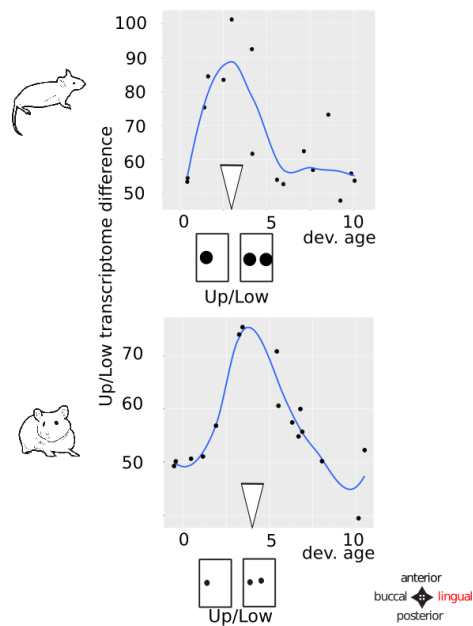 100
90
80
70
60
50
0 5 10
dev. age
Up/Low
Up/Low transcriptome difference
70
60
50
0 5 10
dev. age
Up/Low
anterior
buccal lingual
posterior